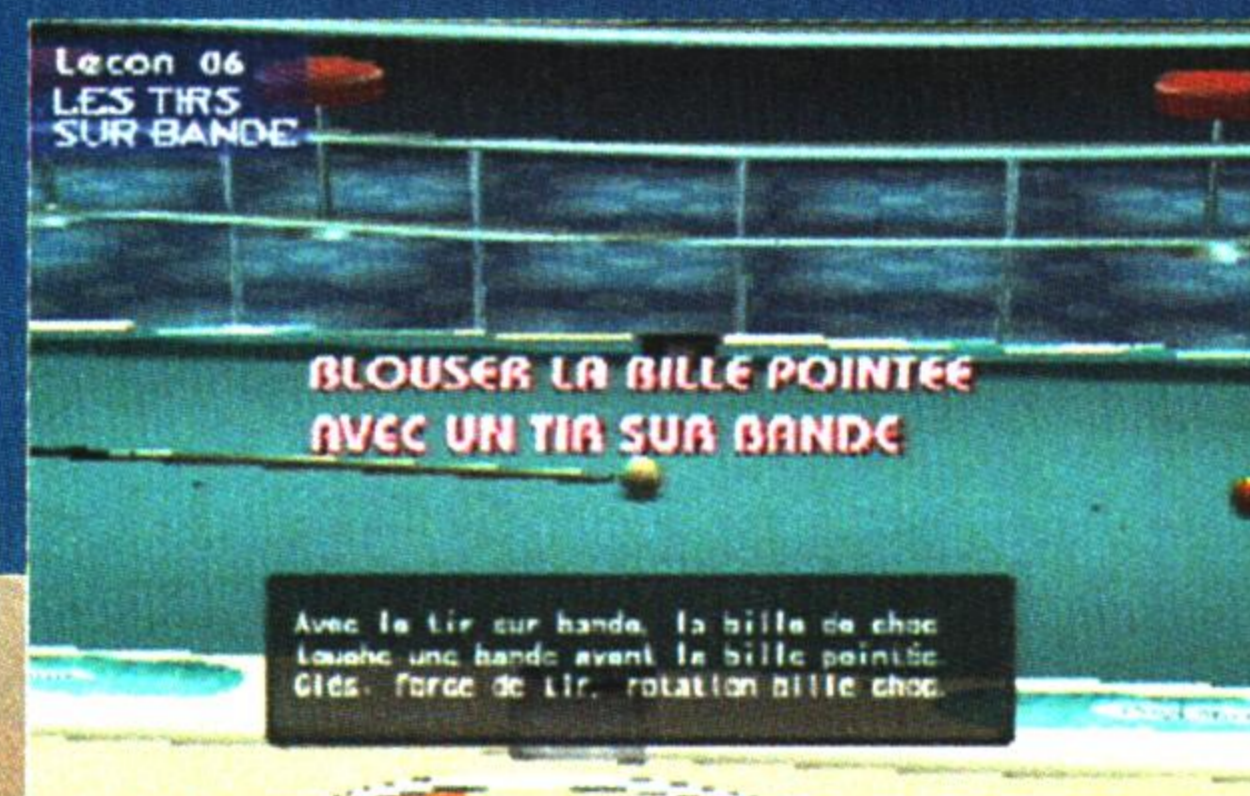 Lecon 06
LES TIRS
SUR BANDE
BLOUSER LA BILLE POINTEE
AVEC UN TIR SUR BANDE
Avec le tir sur bande, la bille de choc
touche une bande avant la bille pointée.
Clés: force de tir, rotation bille choc.